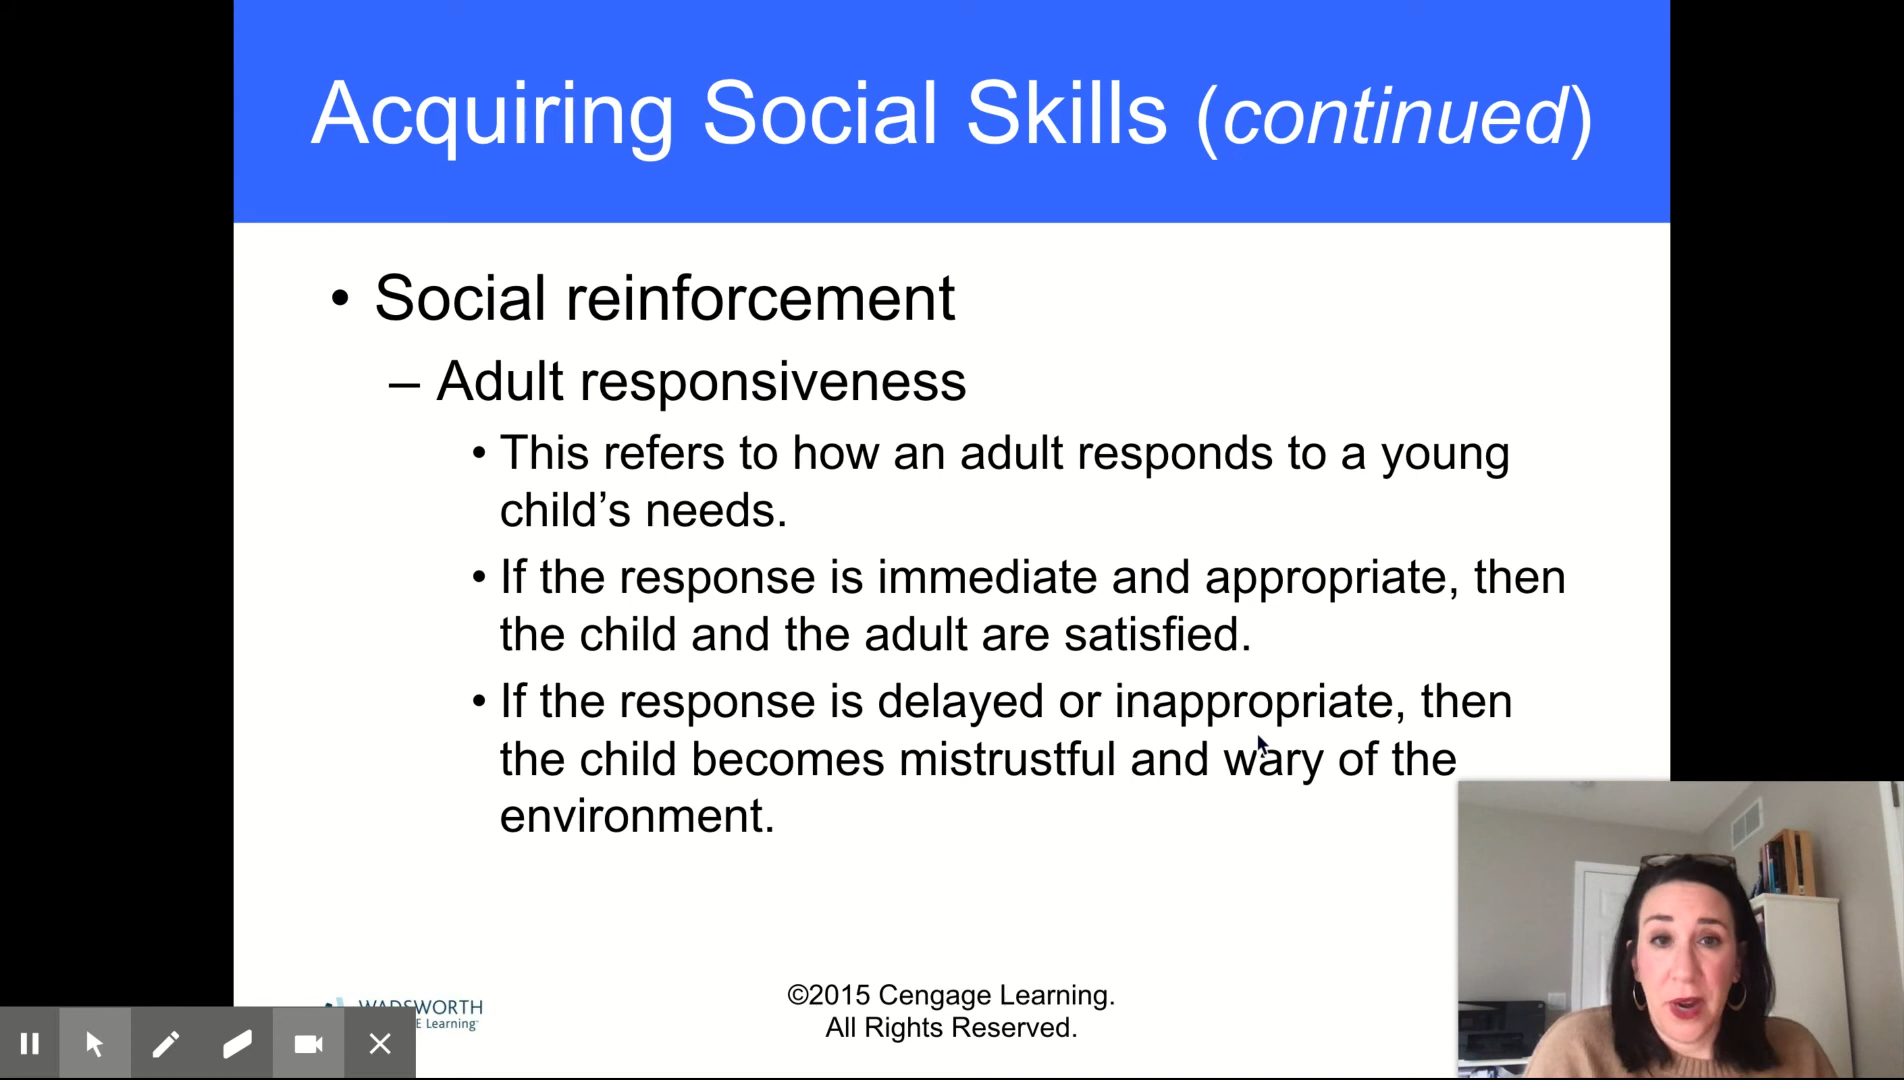 Acquiring Social Skills (continued)
• Social reinforcement
– Adult responsiveness
• This refers to how an adult responds to a young
child’s needs.
• If the response is immediate and appropriate, then
the child and the adult are satisfied.
• If the response is delayed or inappropriate, then
the child becomes mistrustful and wary of the
environment.
WADSWORTH
E Learning™
©2015 Cengage Learning.
All Rights Reserved.